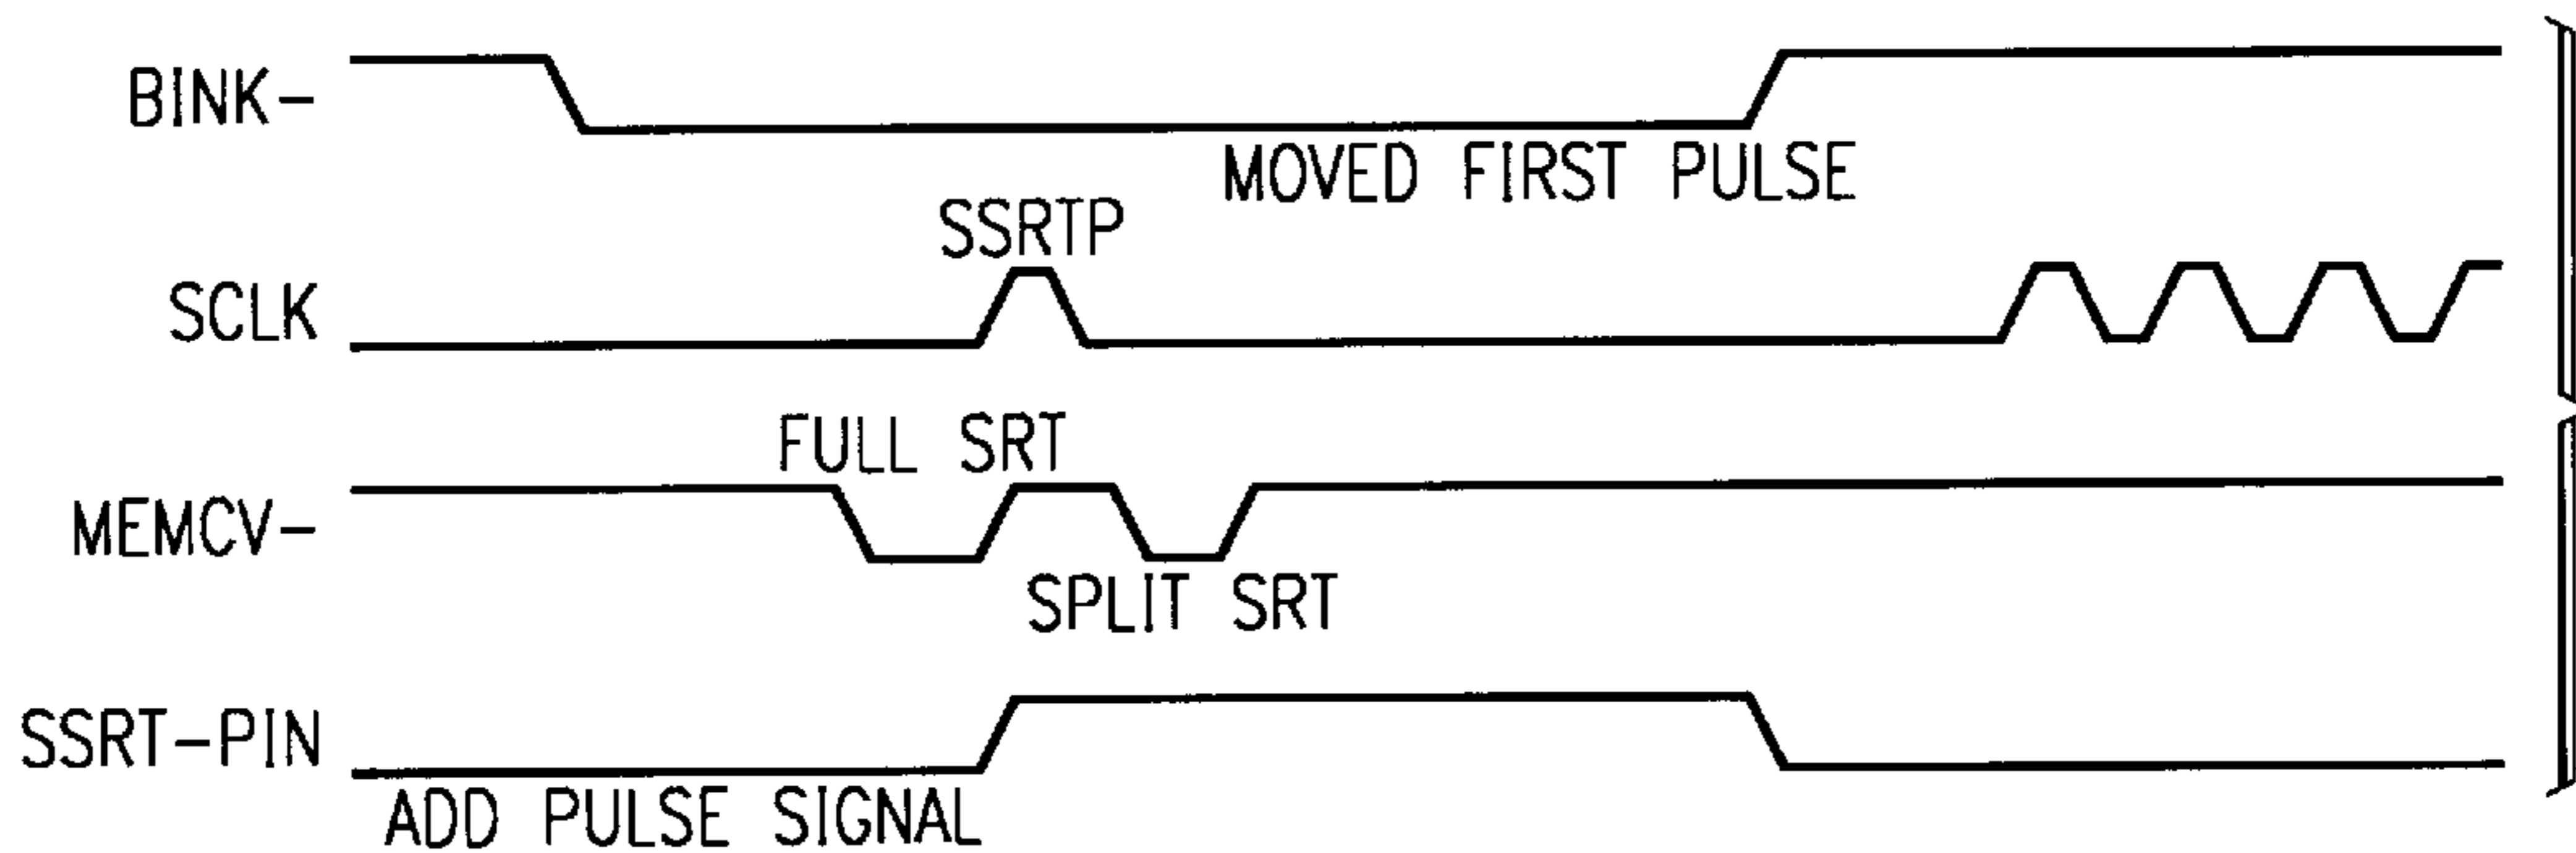 BINK-
MOVED FIRST PULSE
SSRTP
SCLK
FULL SRT
MEMCV-
SPLIT SRT
SSRT-PIN
ADD PULSE SIGNAL